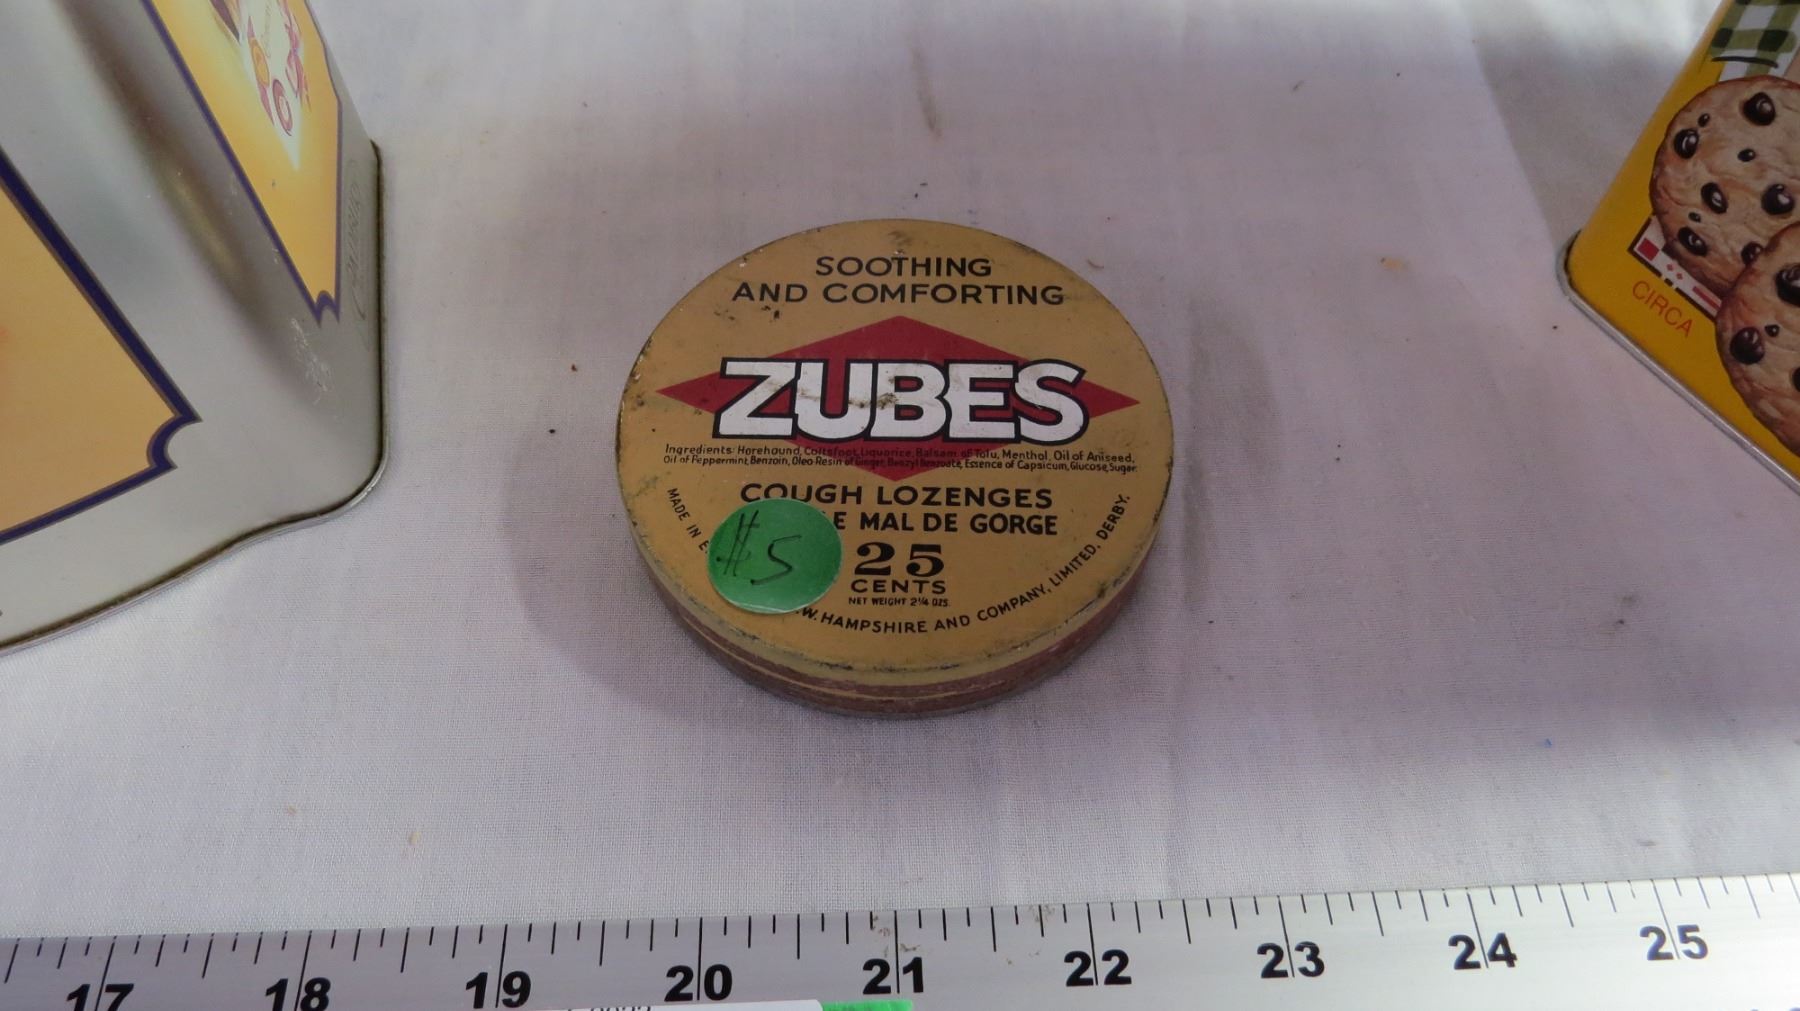 SOOTHING
AND COMFORTING
ZUBES
Ingredients: Horehound, Coltsfoot, Liquorice, Balsam of Tolu, Menthol, Oil of Aniseed,
Oil of Peppermint, Benzoin, Oleo-Resin of Ginger, Benzyl Benzoate, Essence of Capsicum, Glucose, Sugar.
COUGH LOZENGES
E MAL DE GORGE
25
CENTS
NET WEIGHT 2¼ OZS.
MADE IN E
.W. HAMPSHIRE AND COMPANY, LIMITED, DERBY.
$5
CIRCA
17 18 19 20 21 22 23 24 25